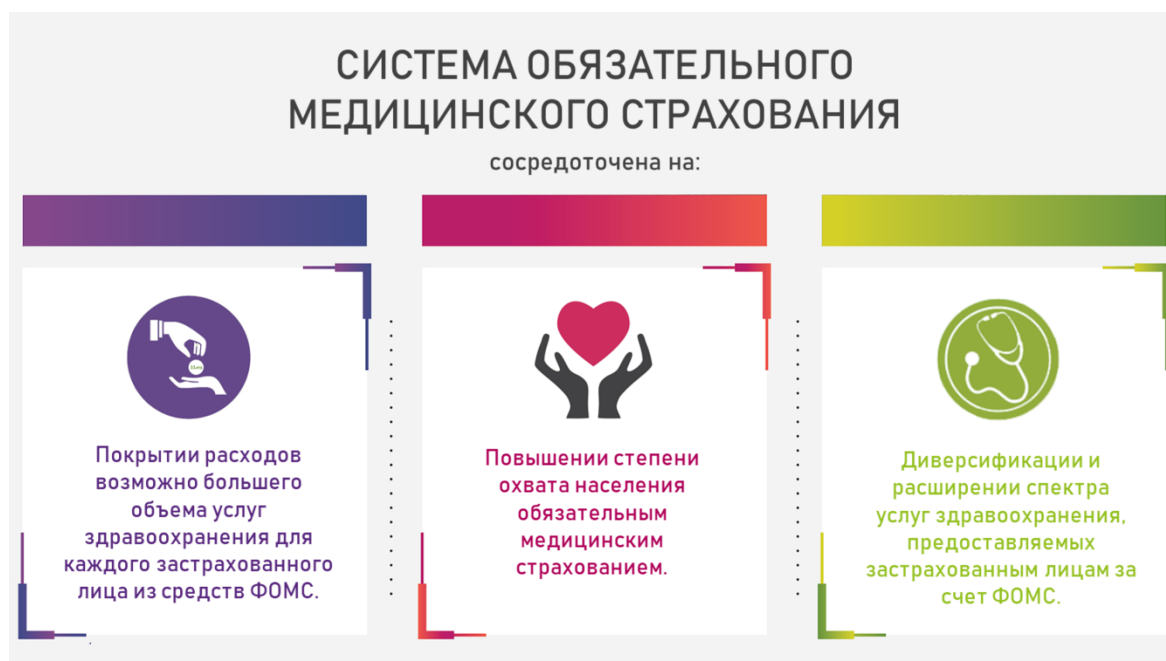 СИСТЕМА ОБЯЗАТЕЛЬНОГО
МЕДИЦИНСКОГО СТРАХОВАНИЯ
сосредоточена на:
Покрытии расходов
возможно большего
объема услуг
здравоохранения для
каждого застрахованного
лица из средств ФОМС.
Повышении степени
охвата населения
обязательным
медицинским
страхованием.
Диверсификации и
расширении спектра
услуг здравоохранения,
предоставляемых
застрахованным лицам за
счет ФОМС.